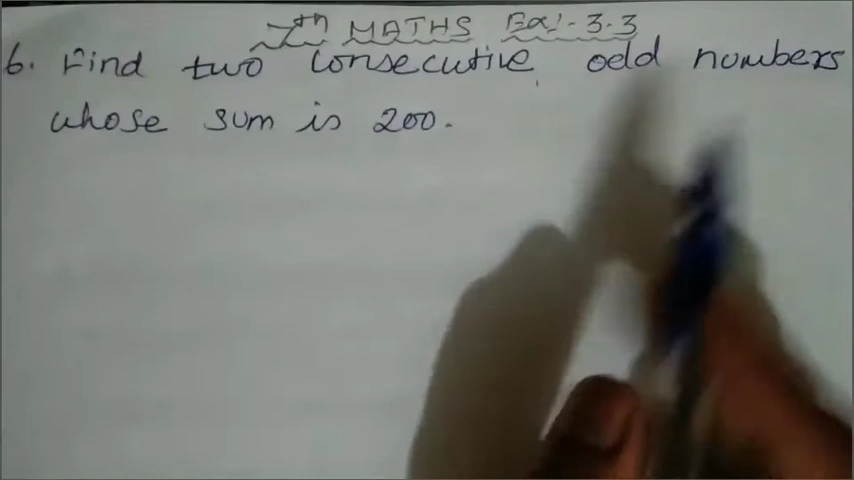 7th MATHS Ex:- 3.3
6. Find two consecutive odd numbers
whose sum is 200.